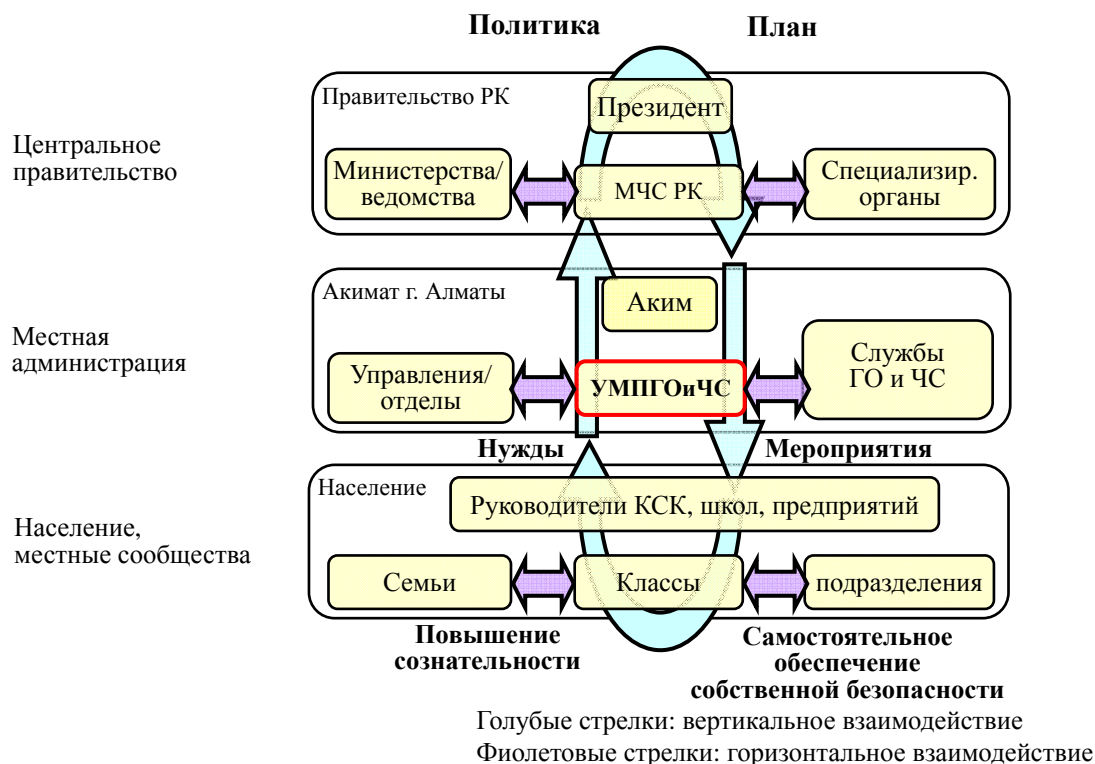 Политика
План
Правительство РК
Президент
Центральное
правительство
Министерства/
ведомства
МЧС РК
Специализир.
органы
Акимат г. Алматы
Аким
Местная
администрация
Управления/
отделы
УМПГОиЧС
Службы
ГО и ЧС
Нужды
Мероприятия
Население
Руководители КСК, школ, предприятий
Население,
местные сообщества
Семьи
Классы
подразделения
Повышение
сознательности
Самостоятельное
обеспечение
собственной безопасности
Голубые стрелки: вертикальное взаимодействие
Фиолетовые стрелки: горизонтальное взаимодействие